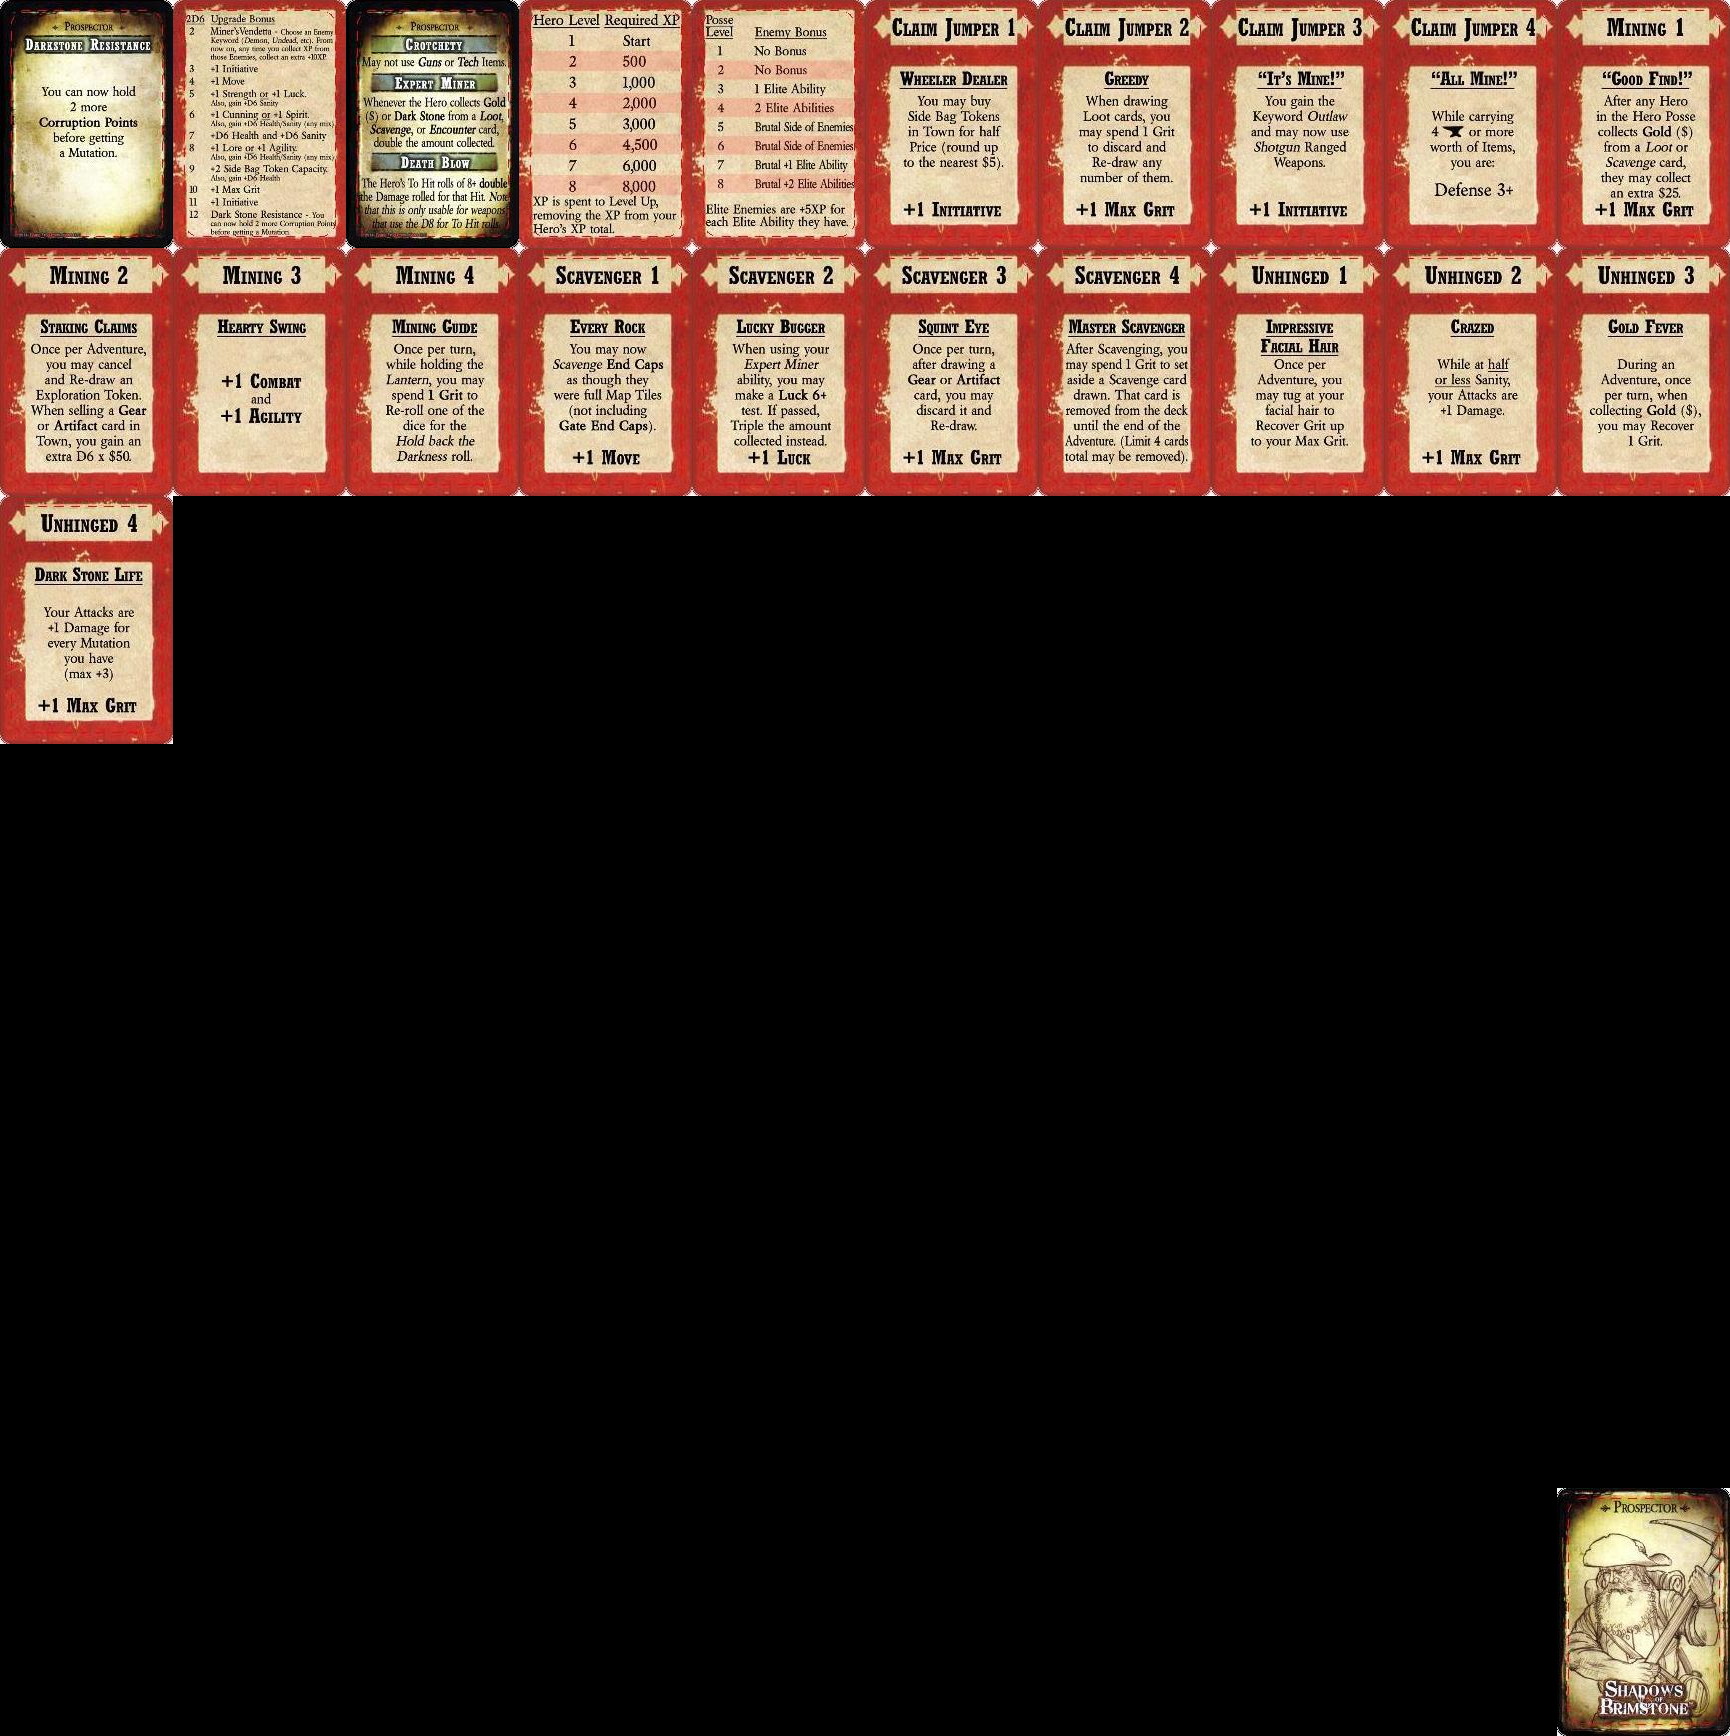 Prospector
Darkstone Resistance
You can now hold
2 more
Corruption Points
before getting
a Mutation.
2D6 Upgrade Bonus
2 Miner'sVendetta - Choose an Enemy
Keyword (Demon, Undead, etc). From
now on, any time you collect XP from
those Enemies, collect an extra +10XP.
3 +1 Initiative
4 +1 Move
5 +1 Strength or +1 Luck.
Also, gain +D6 Sanity
6 +1 Cunning or +1 Spirit.
Also, gain +D6 Health/Sanity (any mix)
7 +D6 Health and +D6 Sanity
8 +1 Lore or +1 Agility.
Also, gain +D6 Health/Sanity (any mix)
9 +2 Side Bag Token Capacity.
Also, gain +D6 Health
10 +1 Max Grit
11 +1 Initiative
12 Dark Stone Resistance - You
can now hold 2 more Corruption Points
before getting a Mutation.
Prospector
Crotchety
May not use Guns or Tech Items.
Expert Miner
Whenever the Hero collects Gold
($) or Dark Stone from a Loot,
Scavenge, or Encounter card,
double the amount collected.
Death Blow
The Hero's To Hit rolls of 8+ double
the Damage rolled for that Hit. Note
that this is only usable for weapons
that use the D8 for To Hit rolls.
Hero Level Required XP
1 Start
2 500
3 1,000
4 2,000
5 3,000
6 4,500
7 6,000
8 8,000
XP is spent to Level Up,
removing the XP from your
Hero's XP total.
Posse
Level Enemy Bonus
1 No Bonus
2 No Bonus
3 1 Elite Ability
4 2 Elite Abilities
5 Brutal Side of Enemies
6 Brutal Side of Enemies
7 Brutal +1 Elite Ability
8 Brutal +2 Elite Abilities
Elite Enemies are +5XP for
each Elite Ability they have.
Claim Jumper 1
Wheeler Dealer
You may buy
Side Bag Tokens
in Town for half
Price (round up
to the nearest $5).
+1 Initiative
Claim Jumper 2
Greedy
When drawing
Loot cards, you
may spend 1 Grit
to discard and
Re-draw any
number of them.
+1 Max Grit
Claim Jumper 3
"It's Mine!"
You gain the
Keyword Outlaw
and may now use
Shotgun Ranged
Weapons.
+1 Initiative
Claim Jumper 4
"All Mine!"
While carrying
4 or more
worth of Items,
you are:
Defense 3+
Mining 1
"Good Find!"
After any Hero
in the Hero Posse
collects Gold ($)
from a Loot or
Scavenge card,
they may collect
an extra $25.
+1 Max Grit
Mining 2
Staking Claims
Once per Adventure,
you may cancel
and Re-draw an
Exploration Token.
When selling a Gear
or Artifact card in
Town, you gain an
extra D6 x $50.
Mining 3
Hearty Swing
+1 Combat
and
+1 Agility
Mining 4
Mining Guide
Once per turn,
while holding the
Lantern, you may
spend 1 Grit to
Re-roll one of the
dice for the
Hold back the
Darkness roll.
Scavenger 1
Every Rock
You may now
Scavenge End Caps
as though they
were full Map Tiles
(not including
Gate End Caps).
+1 Move
Scavenger 2
Lucky Bugger
When using your
Expert Miner
ability, you may
make a Luck 6+
test. If passed,
Triple the amount
collected instead.
+1 Luck
Scavenger 3
Squint Eye
Once per turn,
after drawing a
Gear or Artifact
card, you may
discard it and
Re-draw.
+1 Max Grit
Scavenger 4
Master Scavenger
After Scavenging, you
may spend 1 Grit to set
aside a Scavenge card
drawn. That card is
removed from the deck
until the end of the
Adventure. (Limit 4 cards
total may be removed).
Unhinged 1
Impressive
Facial Hair
Once per
Adventure, you
may tug at your
facial hair to
Recover Grit up
to your Max Grit.
Unhinged 2
Crazed
While at half
or less Sanity,
your Attacks are
+1 Damage.
+1 Max Grit
Unhinged 3
Gold Fever
During an
Adventure, once
per turn, when
collecting Gold ($),
you may Recover
1 Grit.
Unhinged 4
Dark Stone Life
Your Attacks are
+1 Damage for
every Mutation
you have
(max +3)
+1 Max Grit
Prospector
Shadows
of
Brimstone